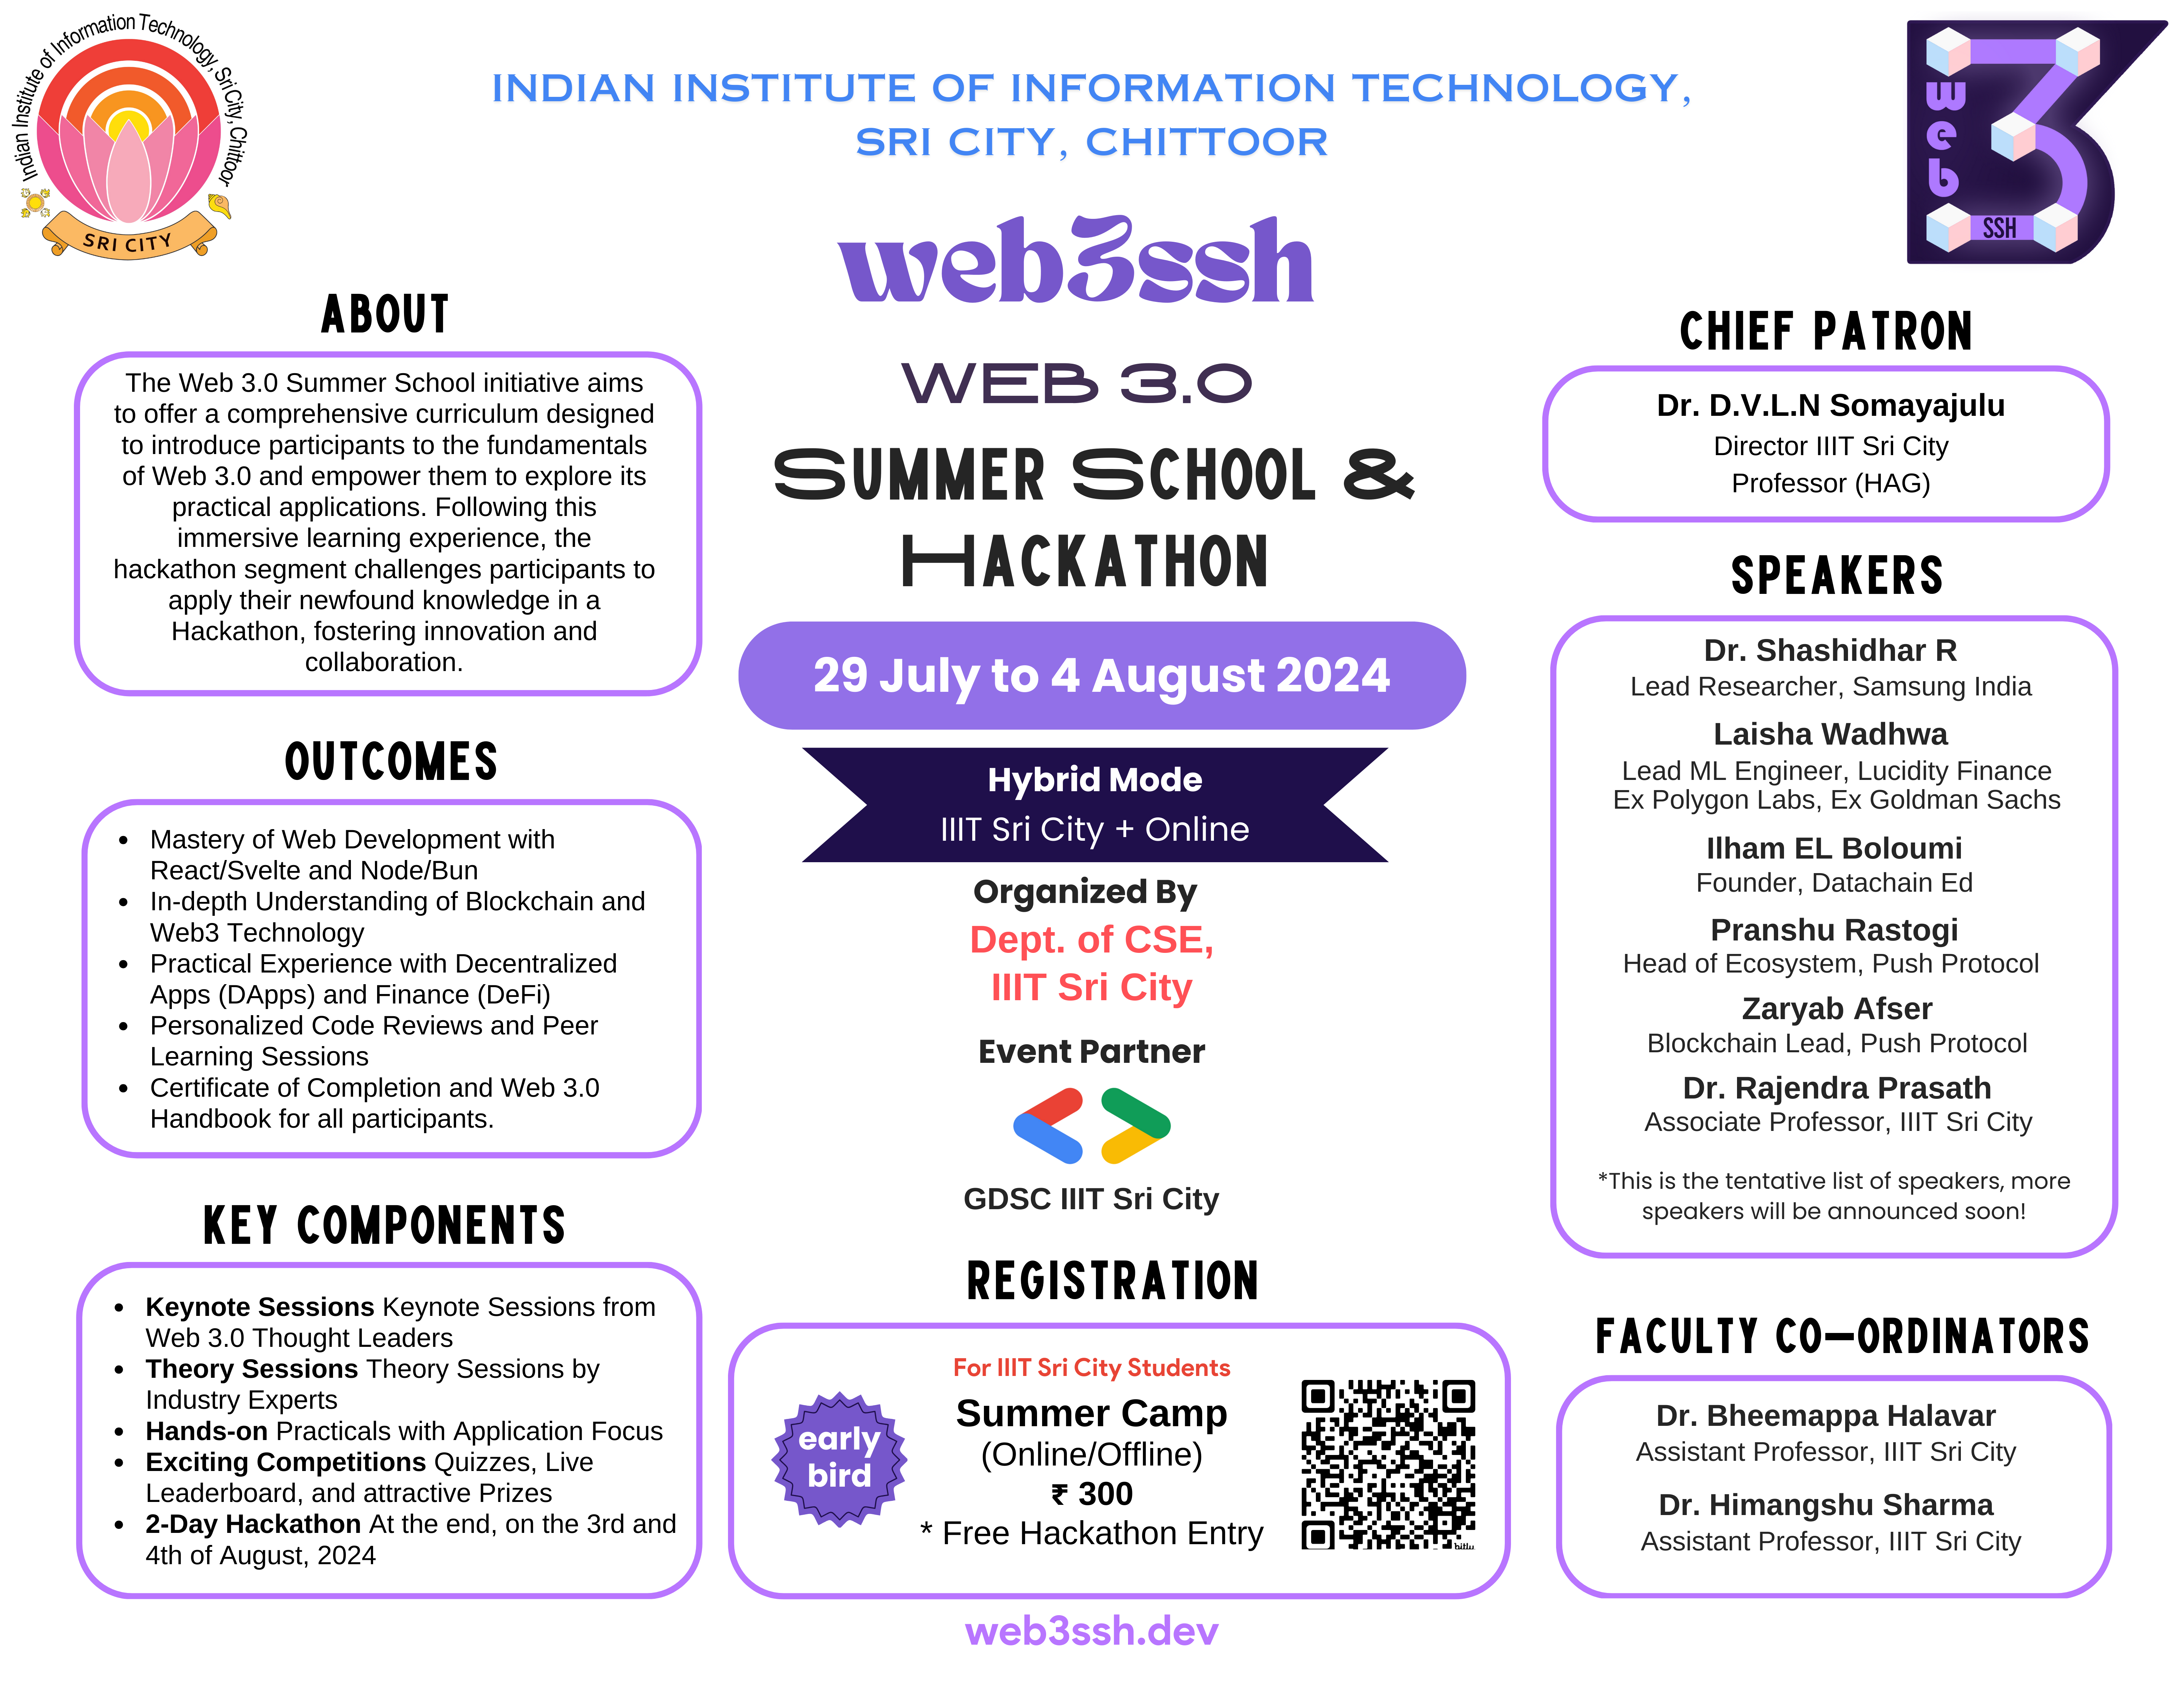 Indian Institute of Information Technology, Sri City, Chittoor
SRI CITY
INDIAN INSTITUTE OF INFORMATION TECHNOLOGY,
SRI CITY, CHITTOOR
web
3
SSH
web3ssh
WEB 3.0
Summer School &
Hackathon
29 July to 4 August 2024
Hybrid Mode
IIIT Sri City + Online
Organized By
Dept. of CSE,
IIIT Sri City
Event Partner
GDSC IIIT Sri City
ABOUT
The Web 3.0 Summer School initiative aims
to offer a comprehensive curriculum designed
to introduce participants to the fundamentals
of Web 3.0 and empower them to explore its
practical applications. Following this
immersive learning experience, the
hackathon segment challenges participants to
apply their newfound knowledge in a
Hackathon, fostering innovation and
collaboration.
OUTCOMES
• Mastery of Web Development with
React/Svelte and Node/Bun
• In-depth Understanding of Blockchain and
Web3 Technology
• Practical Experience with Decentralized
Apps (DApps) and Finance (DeFi)
• Personalized Code Reviews and Peer
Learning Sessions
• Certificate of Completion and Web 3.0
Handbook for all participants.
KEY COMPONENTS
• Keynote Sessions Keynote Sessions from
Web 3.0 Thought Leaders
• Theory Sessions Theory Sessions by
Industry Experts
• Hands-on Practicals with Application Focus
• Exciting Competitions Quizzes, Live
Leaderboard, and attractive Prizes
• 2-Day Hackathon At the end, on the 3rd and
4th of August, 2024
REGISTRATION
For IIIT Sri City Students
early
bird
Summer Camp
(Online/Offline)
₹ 300
* Free Hackathon Entry
bitly
web3ssh.dev
CHIEF PATRON
Dr. D.V.L.N Somayajulu
Director IIIT Sri City
Professor (HAG)
SPEAKERS
Dr. Shashidhar R
Lead Researcher, Samsung India
Laisha Wadhwa
Lead ML Engineer, Lucidity Finance
Ex Polygon Labs, Ex Goldman Sachs
Ilham EL Boloumi
Founder, Datachain Ed
Pranshu Rastogi
Head of Ecosystem, Push Protocol
Zaryab Afser
Blockchain Lead, Push Protocol
Dr. Rajendra Prasath
Associate Professor, IIIT Sri City
*This is the tentative list of speakers, more
speakers will be announced soon!
FACULTY CO-ORDINATORS
Dr. Bheemappa Halavar
Assistant Professor, IIIT Sri City
Dr. Himangshu Sharma
Assistant Professor, IIIT Sri City